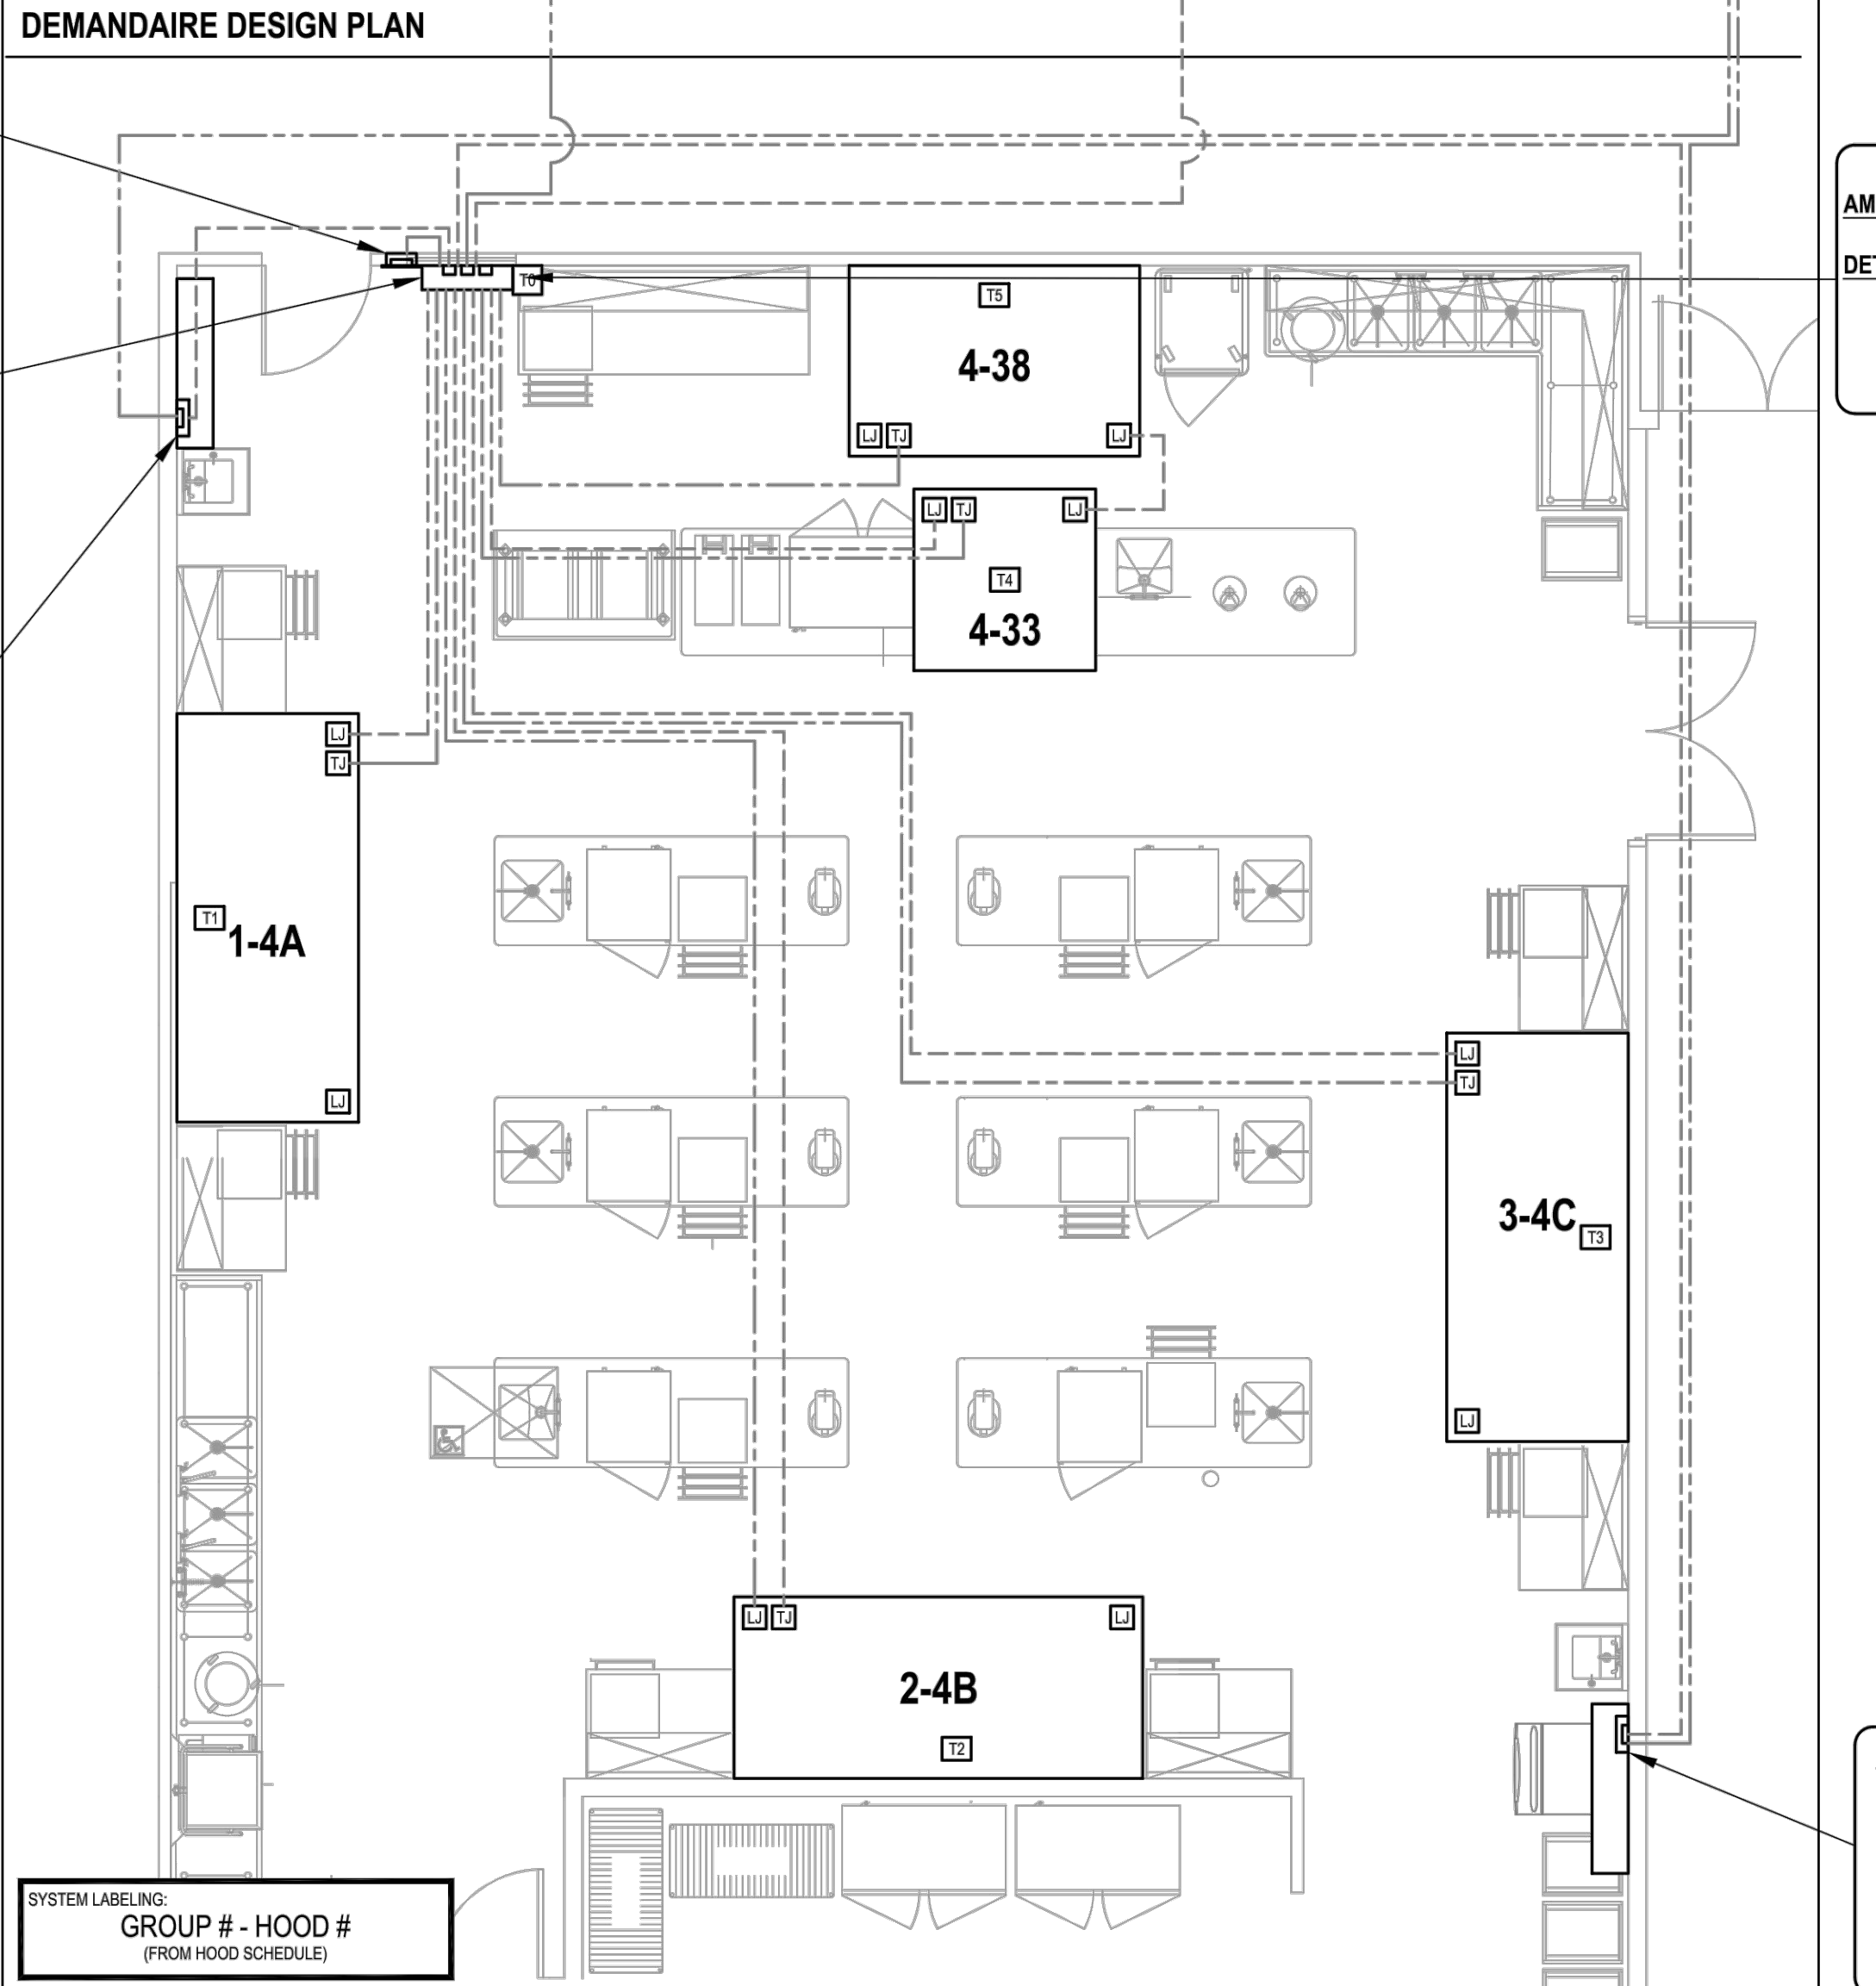 DEMANDAIRE DESIGN PLAN
AM
DET
T0
T5
4-38
LJ TJ LJ
LJ TJ LJ
T4
4-33
LJ
TJ
T1
1-4A
LJ
LJ
TJ
3-4C
T3
LJ
LJ TJ LJ
2-4B
T2
SYSTEM LABELING:
GROUP # - HOOD #
(FROM HOOD SCHEDULE)